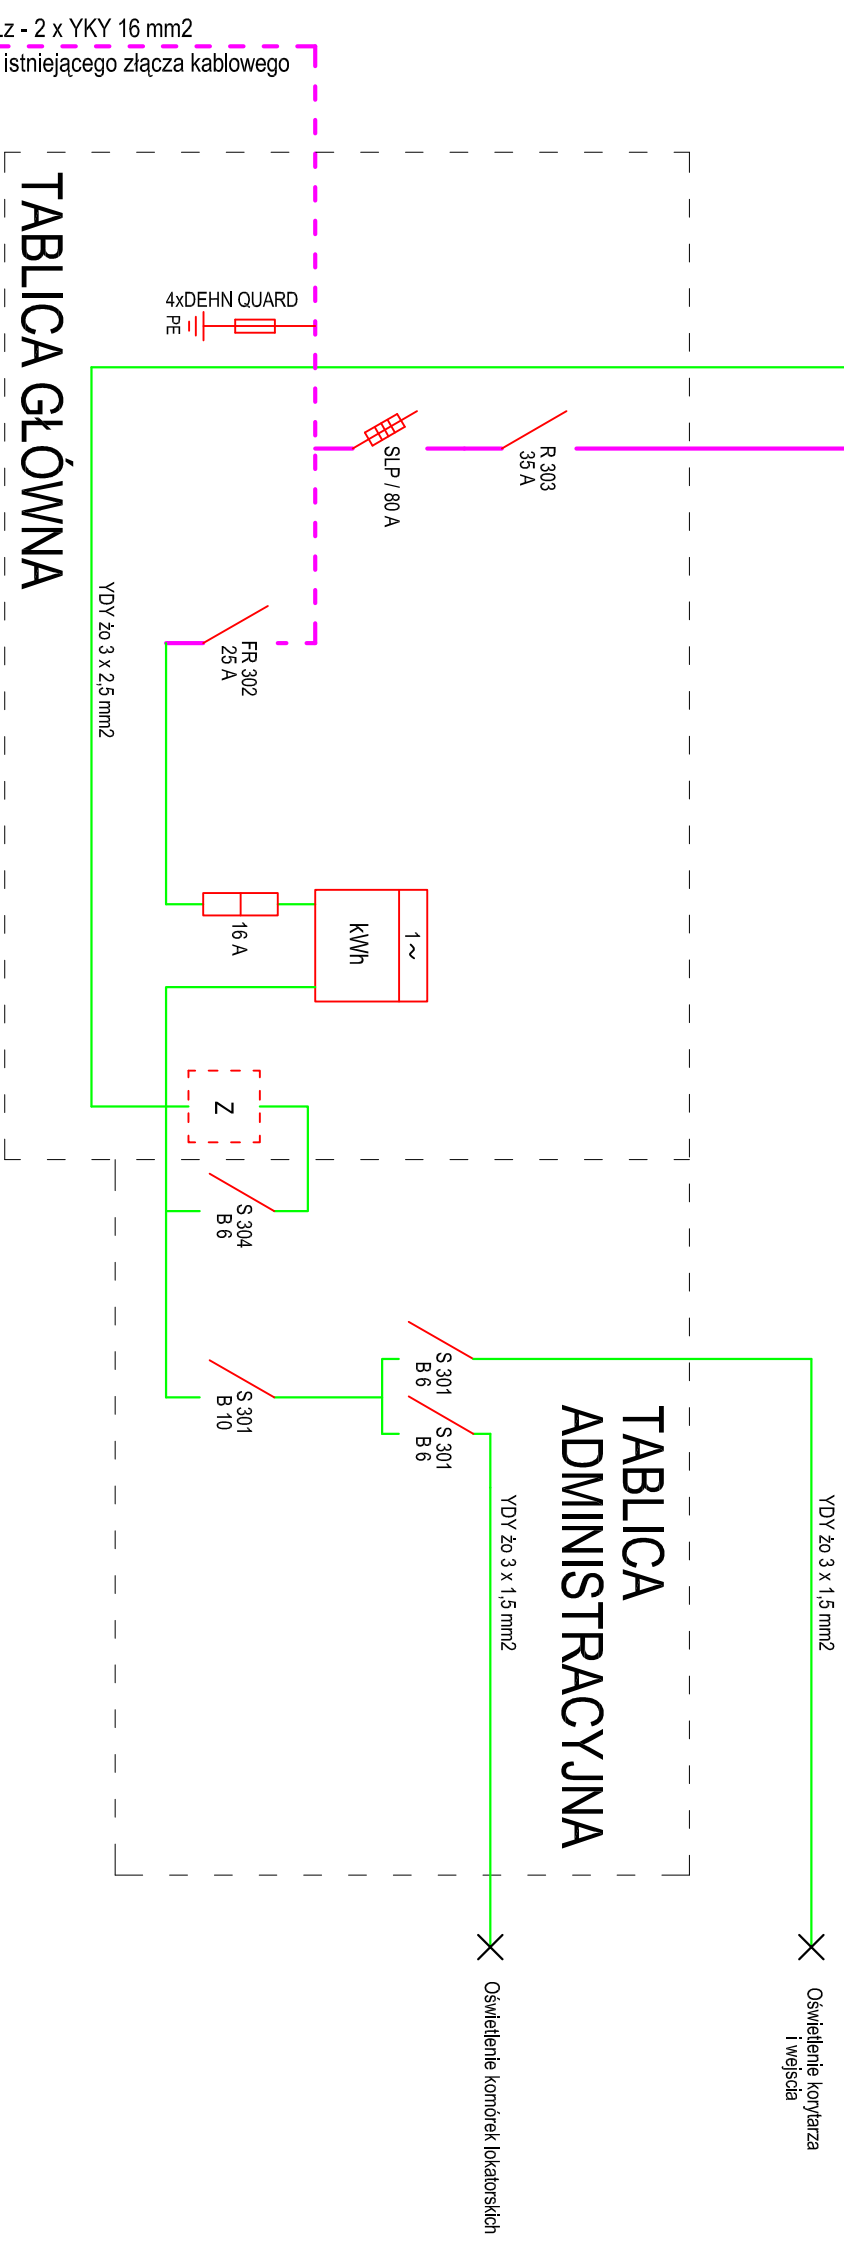 Lz - 2 x YKY 16 mm2
istniejącego złącza kablowego
TABLICA GŁÓWNA
4xDEHN QUARD
PE
SLP / 80 A
R 303
35 A
YDY żo 3 x 2,5 mm2
FR 302
25 A
16 A
1~
kWh
Z
S 304
B 6
S 301
B 10
S 301
B 6
S 301
B 6
TABLICA
ADMINISTRACYJNA
YDY żo 3 x 1,5 mm2
YDY żo 3 x 1,5 mm2
Oświetlenie komórek lokatorskich
Oświetlenie korytarza
i wejscia